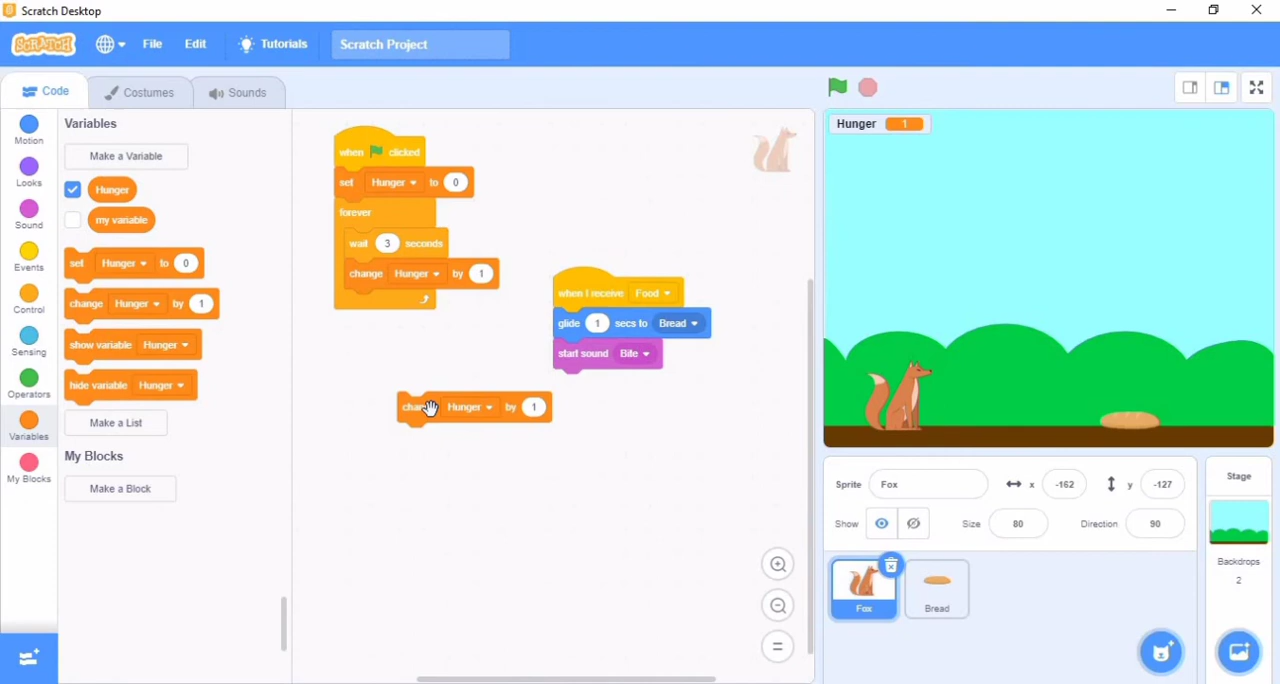 Scratch Desktop
SCRATCH File Edit Tutorials Scratch Project
Code Costumes Sounds
Motion
Looks
Sound
Events
Control
Sensing
Operators
Variables
My Blocks
Variables
Make a Variable
Hunger
my variable
set Hunger to 0
change Hunger by 1
show variable Hunger
hide variable Hunger
Make a List
My Blocks
Make a Block
when clicked
set Hunger to 0
forever
wait 3 seconds
change Hunger by 1
when I receive Food
glide 1 secs to Bread
start sound Bite
Hunger by 1
Hunger 1
Sprite Fox x -162 y -127
Show Size 80 Direction 90
Fox
Bread
Stage
Backdrops
2